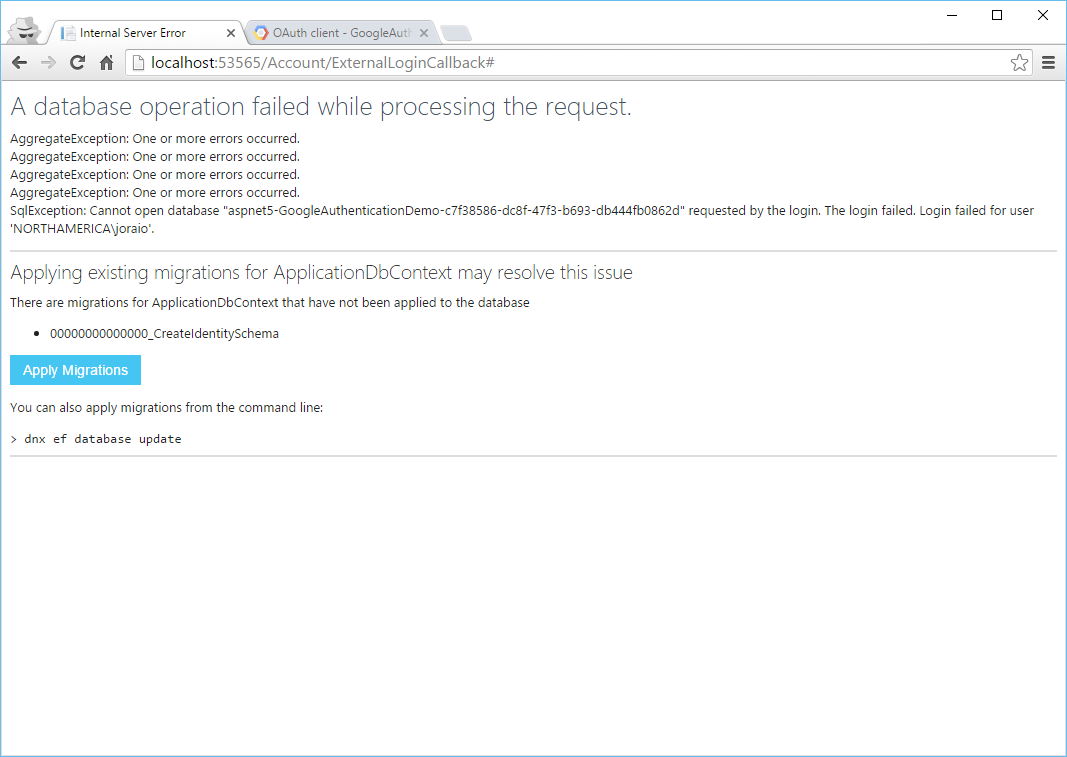 Internal Server Error
OAuth client - GoogleAuth
localhost:53565/Account/ExternalLoginCallback#
A database operation failed while processing the request.
AggregateException: One or more errors occurred.
AggregateException: One or more errors occurred.
AggregateException: One or more errors occurred.
AggregateException: One or more errors occurred.
SqlException: Cannot open database "aspnet5-GoogleAuthenticationDemo-c7f38586-dc8f-47f3-b693-db444fb0862d" requested by the login. The login failed. Login failed for user
'NORTHAMERICA\joraio'.
Applying existing migrations for ApplicationDbContext may resolve this issue
There are migrations for ApplicationDbContext that have not been applied to the database
• 00000000000000_CreateIdentitySchema
Apply Migrations
You can also apply migrations from the command line:
> dnx ef database update